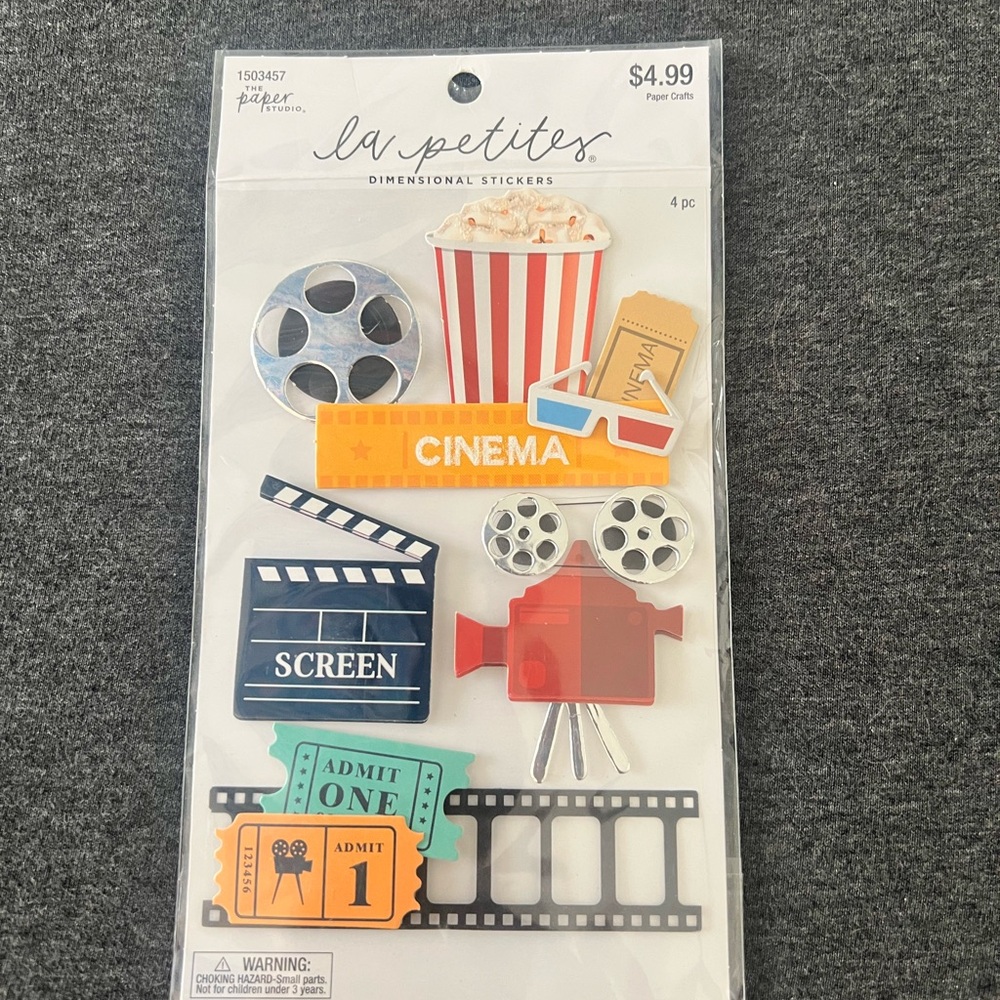 1503457
THE
paper
STUDIO®
$4.99
Paper Crafts
la petites®
DIMENSIONAL STICKERS
4 pc
CINEMA
CINEMA
SCREEN
ADMIT
ONE
123456
ADMIT
1
⚠ WARNING:
CHOKING HAZARD-Small parts.
Not for children under 3 years.